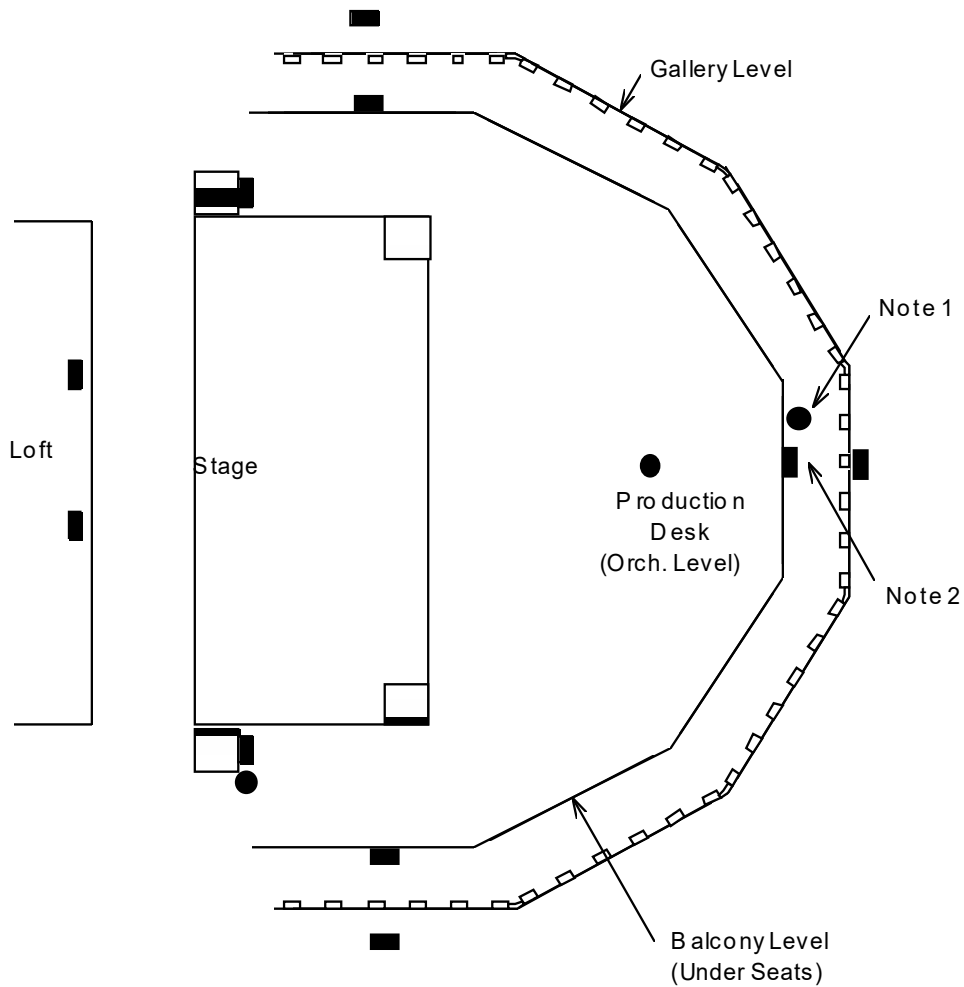 Gallery Level
Note 1
Loft
Stage
Production
Desk
(Orch. Level)
Note 2
Balcony Level
(Under Seats)